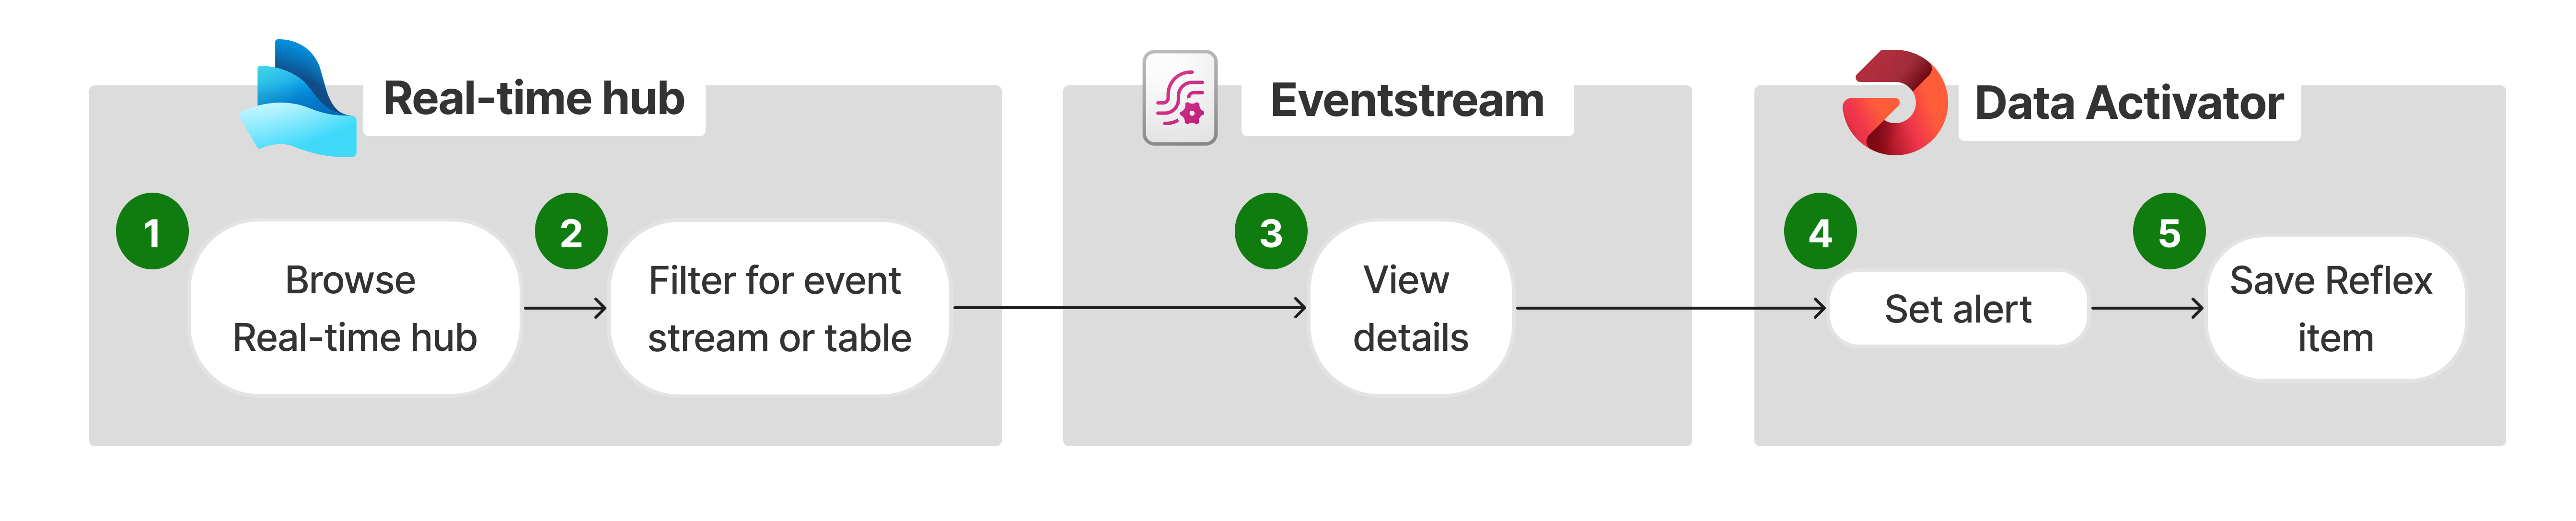 Real-time hub
1
Browse
Real-time hub
2
Filter for event
stream or table
Eventstream
3
View
details
Data Activator
4
Set alert
5
Save Reflex
item